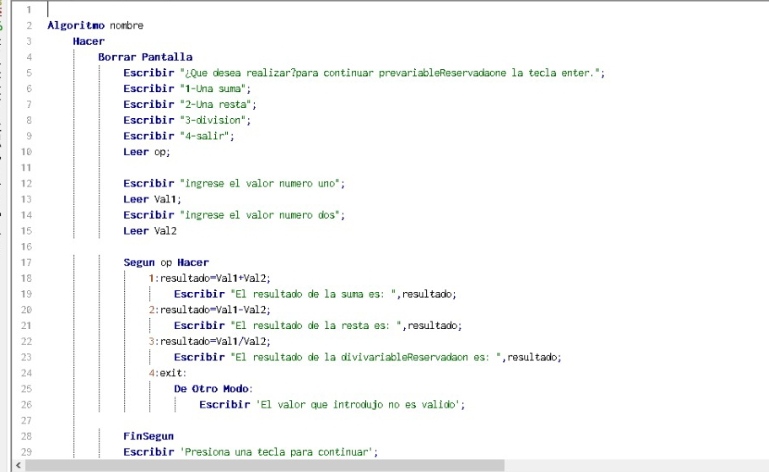 1
2 Algoritmo nombre
3 Hacer
4 Borrar Pantalla
5 Escribir "¿Que desea realizar?para continuar prevariableReservadaone la tecla enter.";
6 Escribir "1-Una suma";
7 Escribir "2-Una resta";
8 Escribir "3-division";
9 Escribir "4-salir";
10 Leer op;
11
12 Escribir "ingrese el valor numero uno";
13 Leer Val1;
14 Escribir "ingrese el valor numero dos";
15 Leer Val2
16
17 Segun op Hacer
18 1:resultado=Val1+Val2;
19 Escribir "El resultado de la suma es: ",resultado;
20 2:resultado=Val1-Val2;
21 Escribir "El resultado de la resta es: ",resultado;
22 3:resultado=Val1/Val2;
23 Escribir "El resultado de la divivariableReservadaon es: ",resultado;
24 4:exit:
25 De Otro Modo:
26 Escribir 'El valor que introdujo no es valido';
27
28 FinSegun
29 Escribir 'Presiona una tecla para continuar';